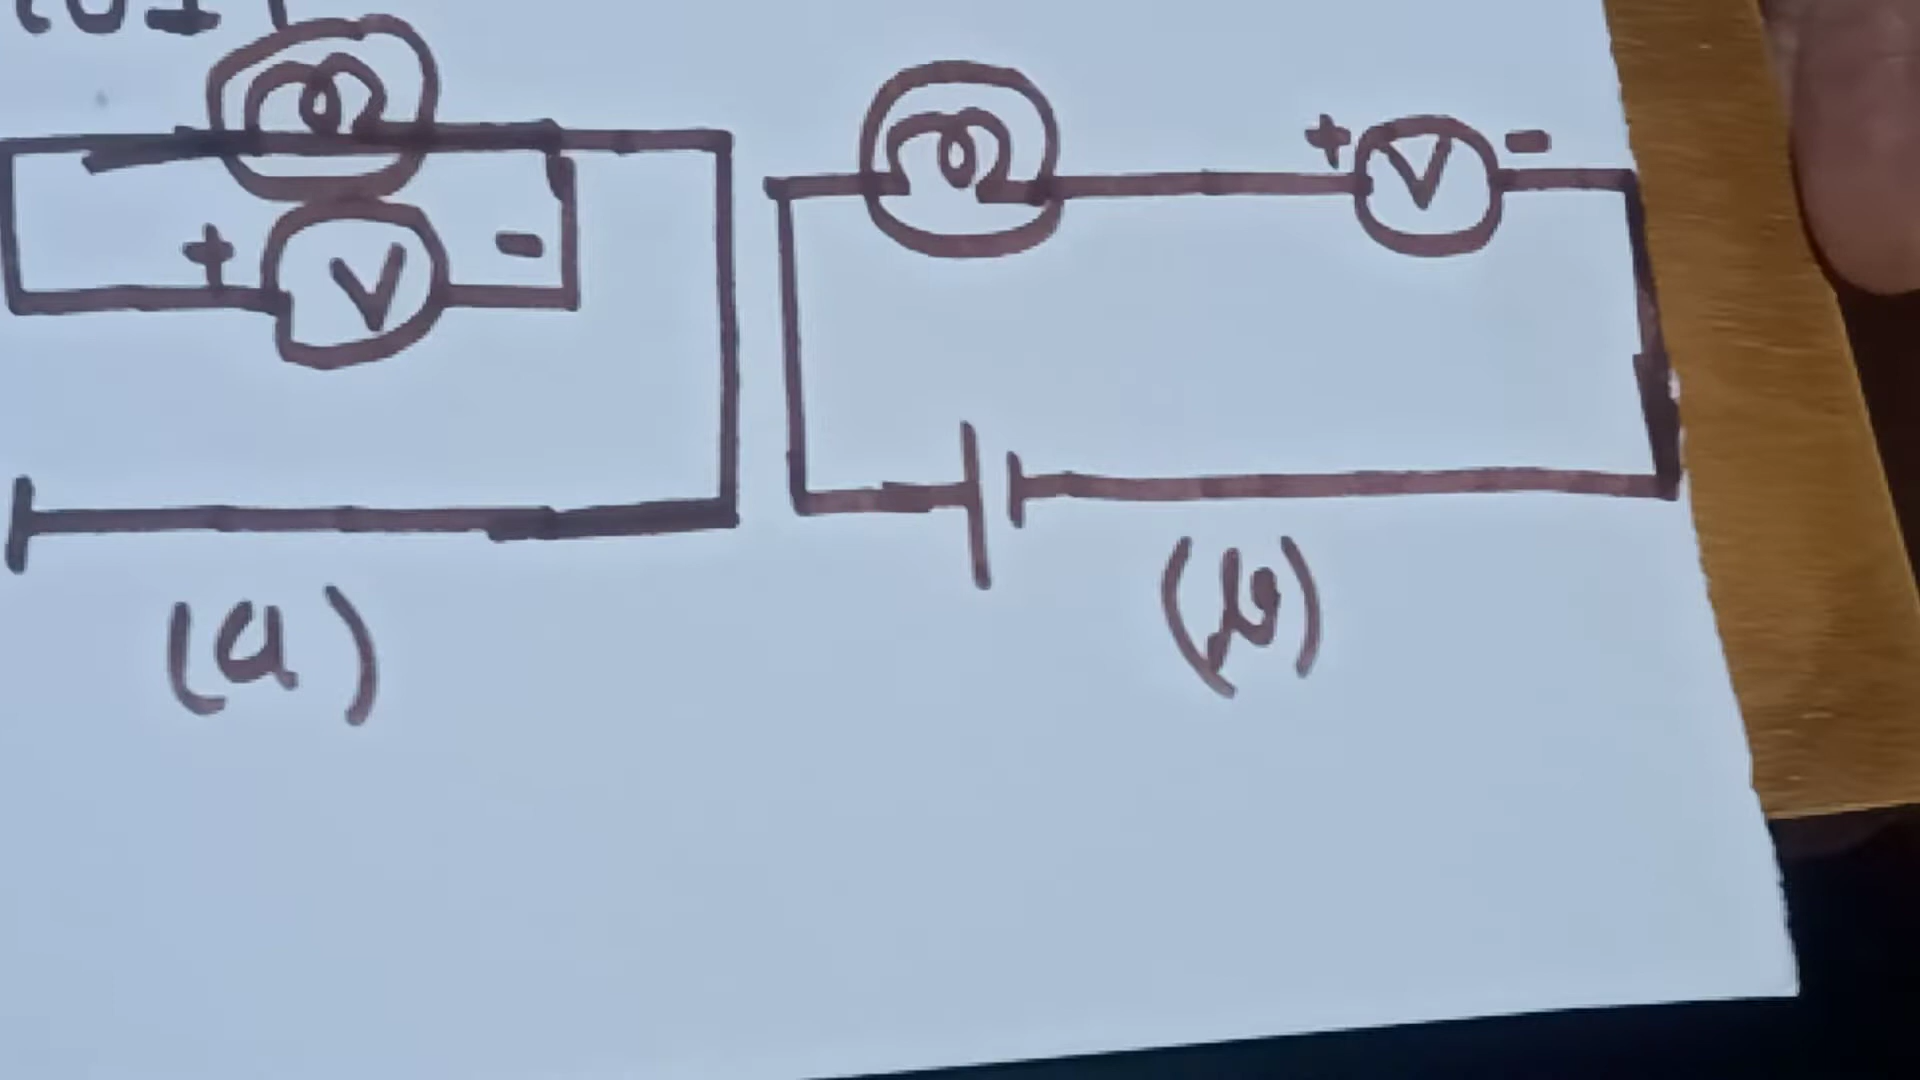 + V -
+ V -
(a)
(b)